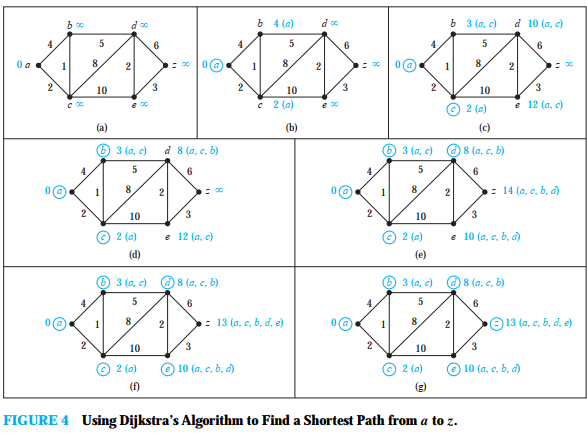 b ∞ d ∞
4 5 6
0 a 1 8 2 z ∞
2 10 3
c ∞ e ∞
(a)
b 4 (a) d ∞
4 5 6
0 a 1 8 2 z ∞
2 10 3
c 2 (a) e ∞
(b)
b 3 (a, c) d 10 (a, c)
4 5 6
0 a 1 8 2 z ∞
2 10 3
c 2 (a) e 12 (a, c)
(c)
b 3 (a, c) d 8 (a, c, b)
4 5 6
0 a 1 8 2 z ∞
2 10 3
c 2 (a) e 12 (a, c)
(d)
b 3 (a, c) d 8 (a, c, b)
4 5 6
0 a 1 8 2 z 14 (a, c, b, d)
2 10 3
c 2 (a) e 10 (a, c, b, d)
(e)
b 3 (a, c) d 8 (a, c, b)
4 5 6
0 a 1 8 2 z 13 (a, c, b, d, e)
2 10 3
c 2 (a) e 10 (a, c, b, d)
(f)
b 3 (a, c) d 8 (a, c, b)
4 5 6
0 a 1 8 2 z 13 (a, c, b, d, e)
2 10 3
c 2 (a) e 10 (a, c, b, d)
(g)
FIGURE 4 Using Dijkstra's Algorithm to Find a Shortest Path from a to z.